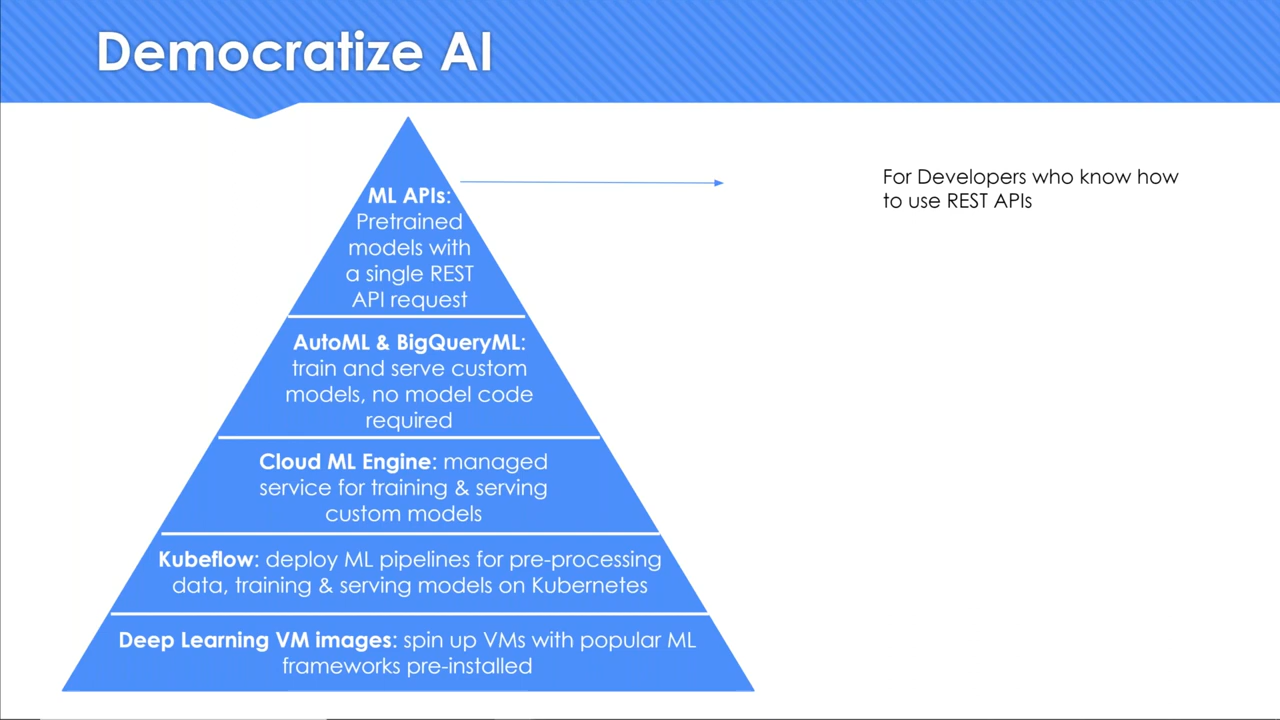 Democratize AI
ML APIs:
Pretrained
models with
a single REST
API request
For Developers who know how
to use REST APIs
AutoML & BigQueryML:
train and serve custom
models, no model code
required
Cloud ML Engine: managed
service for training & serving
custom models
Kubeflow: deploy ML pipelines for pre-processing
data, training & serving models on Kubernetes
Deep Learning VM images: spin up VMs with popular ML
frameworks pre-installed